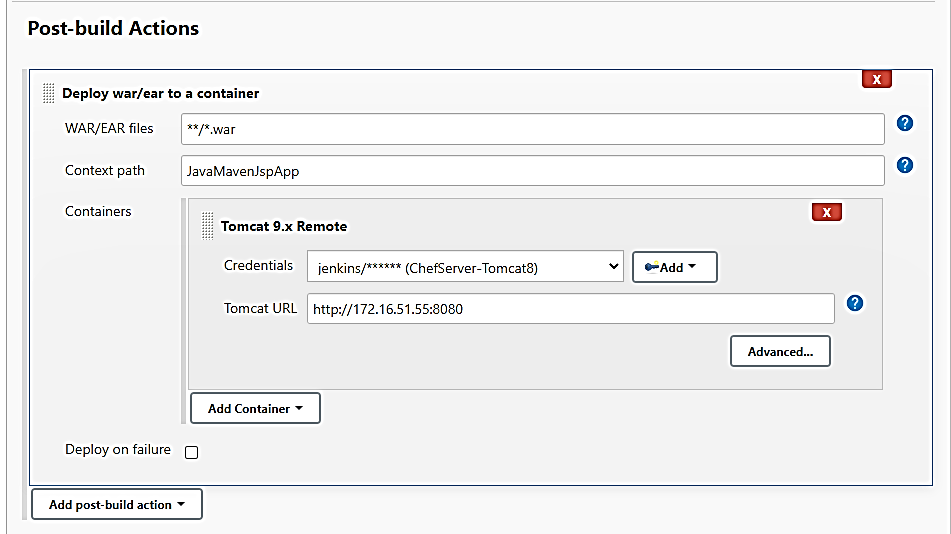 Post-build Actions
X
Deploy war/ear to a container
WAR/EAR files
**/*.war
?
Context path
JavaMavenJspApp
?
Containers
X
Tomcat 9.x Remote
Credentials
jenkins/****** (ChefServer-Tomcat8)
Add
Tomcat URL
http://172.16.51.55:8080
?
Advanced...
Add Container
Deploy on failure
Add post-build action